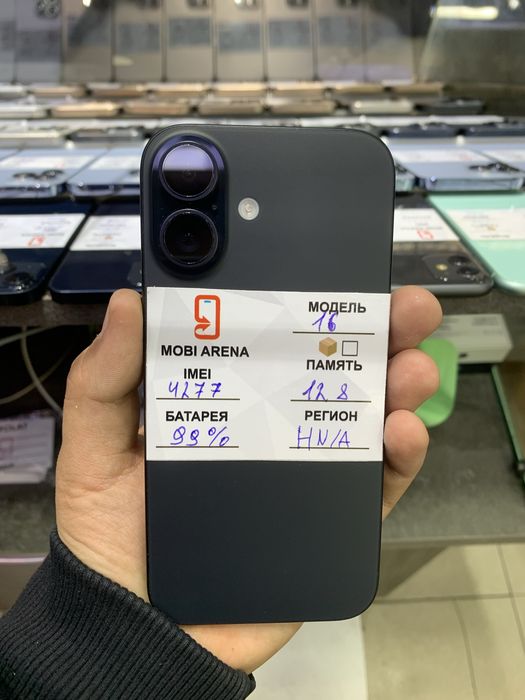 MOBI ARENA
МОДЕЛЬ
16
IMEI
4277
ПАМЯТЬ
128
БАТАРЕЯ
99%
РЕГИОН
HN/A